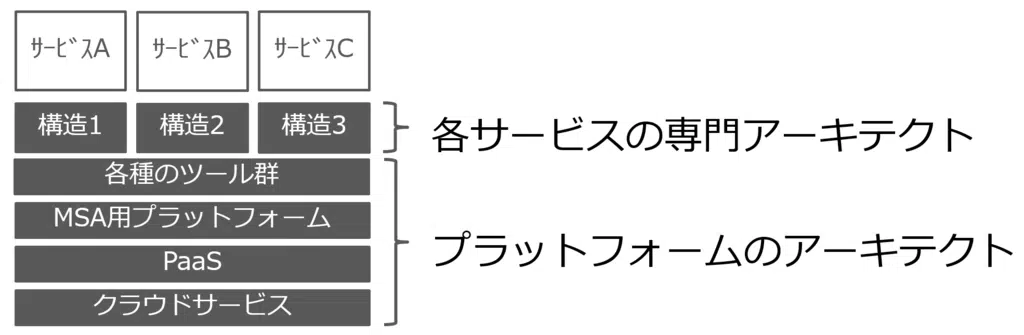 ｻｰﾋﾞｽA
ｻｰﾋﾞｽB
ｻｰﾋﾞｽC
構造1
構造2
構造3
各サービスの専門アーキテクト
各種のツール群
MSA用プラットフォーム
PaaS
クラウドサービス
プラットフォームのアーキテクト